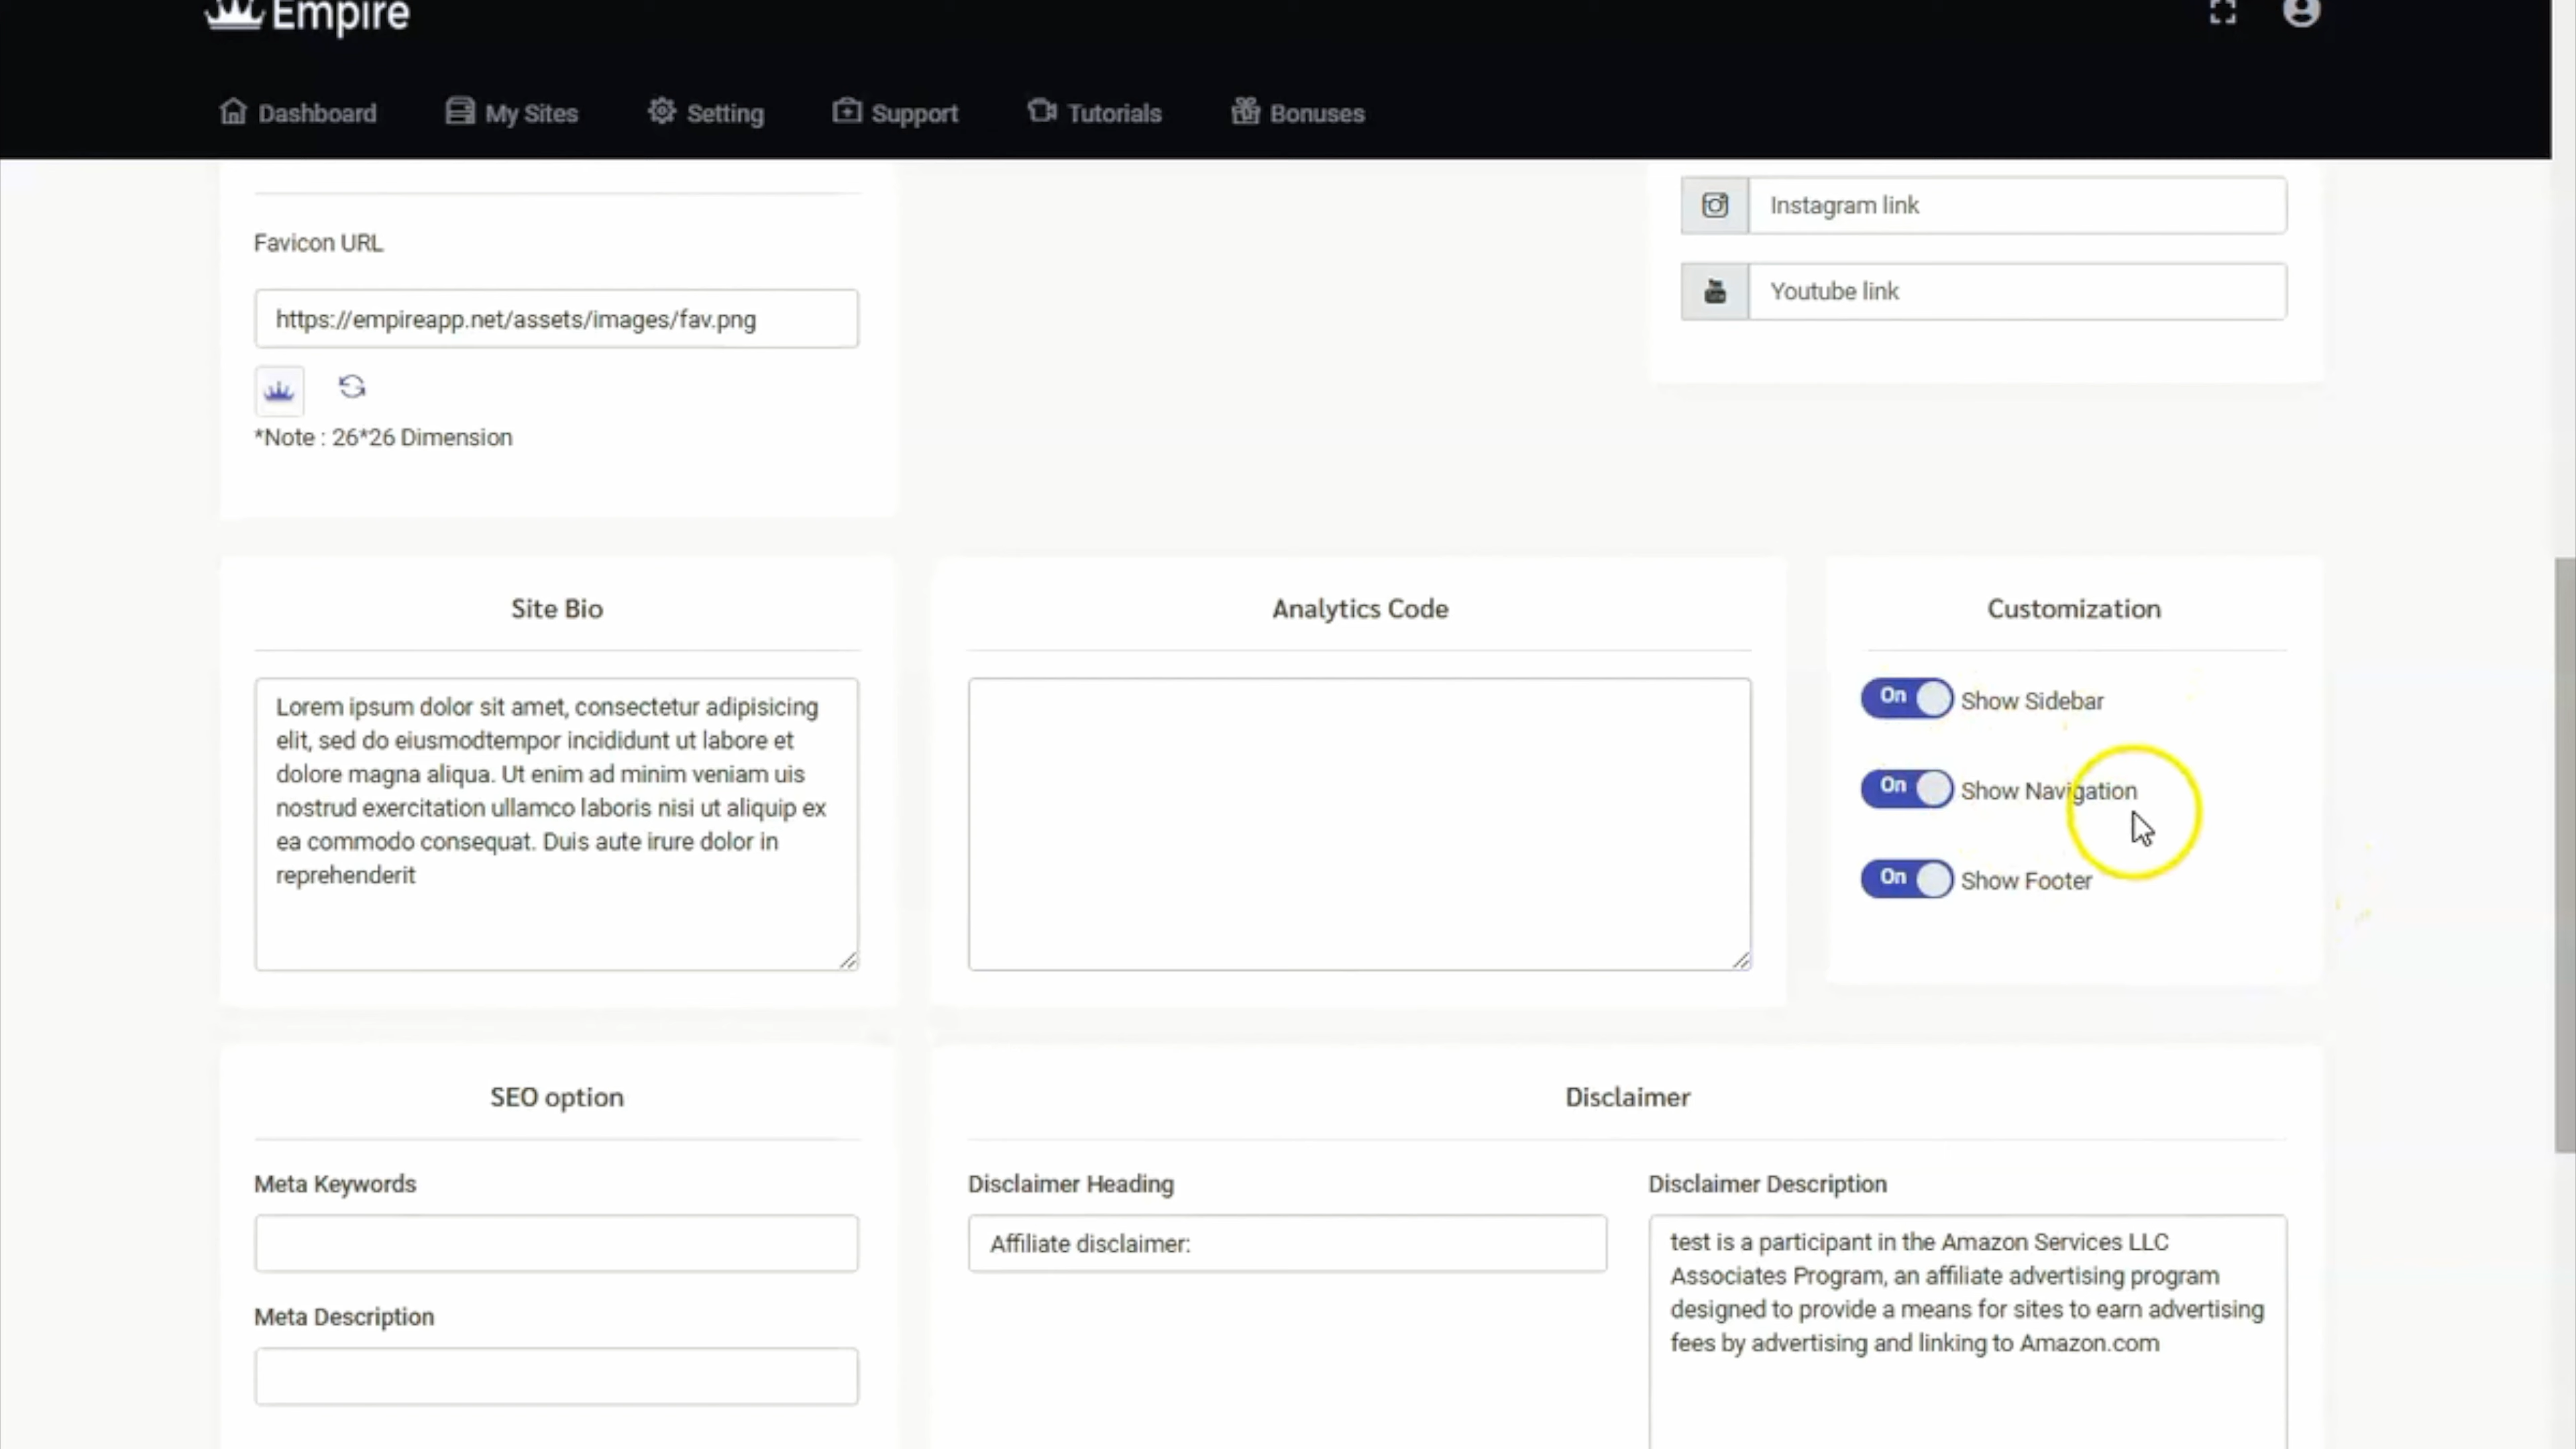 Empire
Dashboard
My Sites
Setting
Support
Tutorials
Bonuses
Favicon URL
https://empireapp.net/assets/images/fav.png
*Note : 26*26 Dimension
Instagram link
Youtube link
Site Bio
Lorem ipsum dolor sit amet, consectetur adipisicing
elit, sed do eiusmodtempor incididunt ut labore et
dolore magna aliqua. Ut enim ad minim veniam uis
nostrud exercitation ullamco laboris nisi ut aliquip ex
ea commodo consequat. Duis aute irure dolor in
reprehenderit
Analytics Code
Customization
On Show Sidebar
On Show Navigation
On Show Footer
SEO option
Meta Keywords
Meta Description
Disclaimer
Disclaimer Heading
Affiliate disclaimer:
Disclaimer Description
test is a participant in the Amazon Services LLC
Associates Program, an affiliate advertising program
designed to provide a means for sites to earn advertising
fees by advertising and linking to Amazon.com